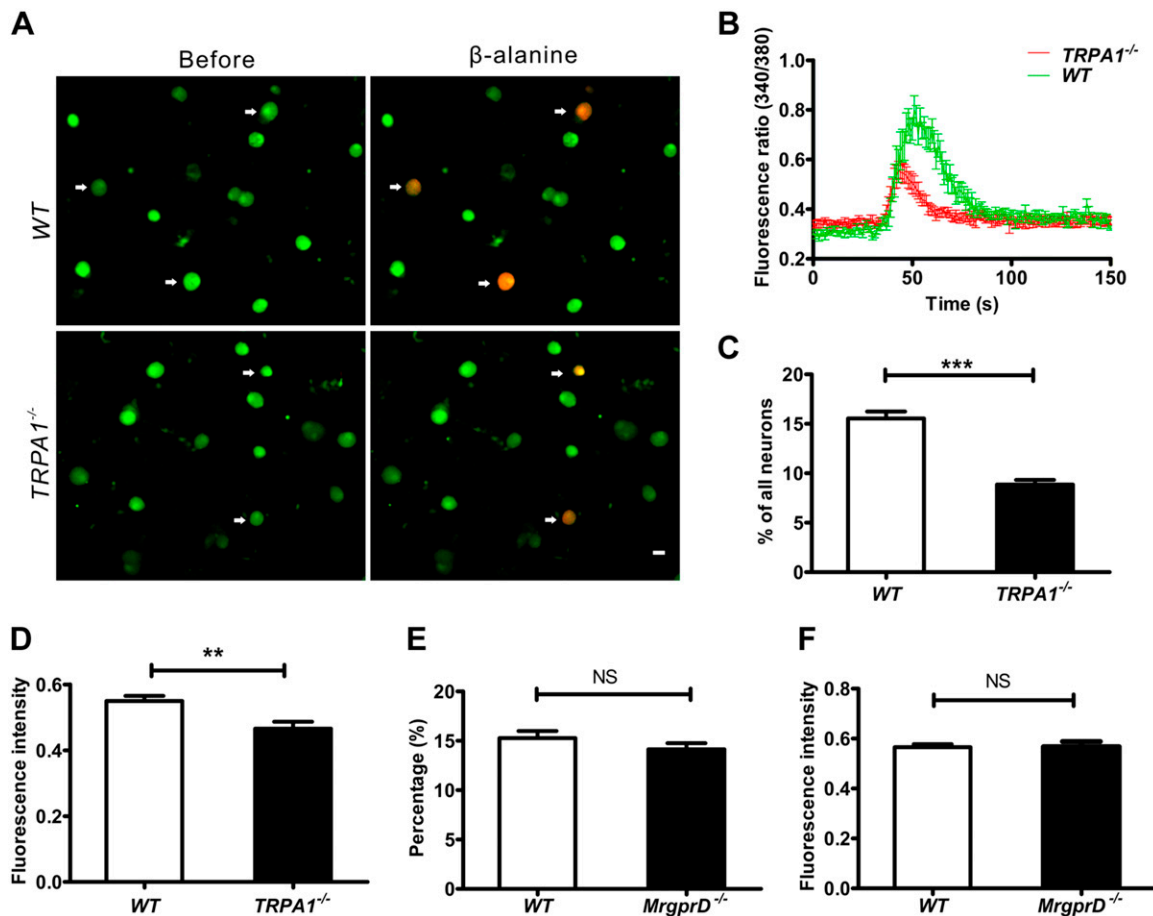 A
Before
β-alanine
WT
TRPA1-/-
B
Fluorescence ratio (340/380)
1.0
0.8
0.6
0.4
0.2
0
50
100
150
Time (s)
TRPA1-/-
WT
C
% of all neurons
20
15
10
5
0
***
WT
TRPA1-/-
D
Fluorescence intensity
0.6
0.4
0.2
0.0
**
WT
TRPA1-/-
E
Percentage (%)
20
15
10
5
0
NS
WT
MrgprD-/-
F
Fluorescence intensity
0.8
0.6
0.4
0.2
0.0
NS
WT
MrgprD-/-